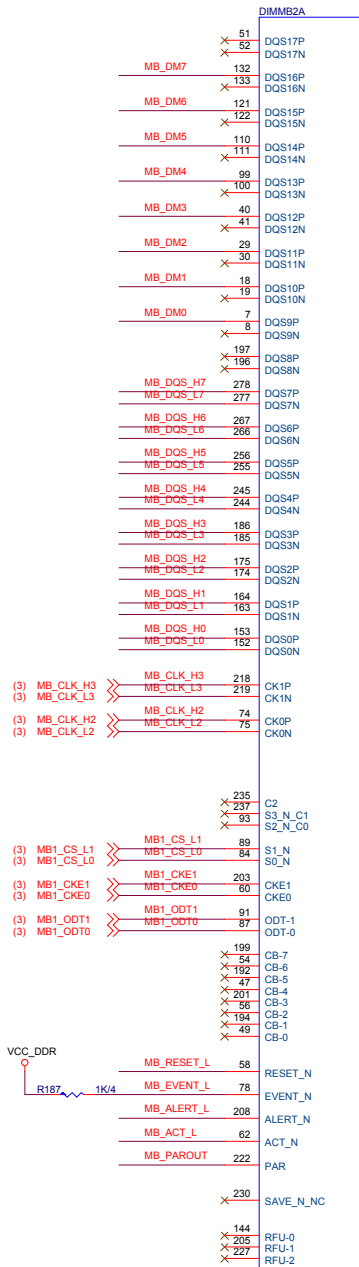 DIMMB2A
51 DQS17P
52 DQS17N
MB_DM7 132 DQS16P
133 DQS16N
MB_DM6 121 DQS15P
122 DQS15N
MB_DM5 110 DQS14P
111 DQS14N
MB_DM4 99 DQS13P
100 DQS13N
MB_DM3 40 DQS12P
41 DQS12N
MB_DM2 29 DQS11P
30 DQS11N
MB_DM1 18 DQS10P
19 DQS10N
MB_DM0 7 DQS9P
8 DQS9N
197 DQS8P
196 DQS8N
MB_DQS_H7 278 DQS7P
MB_DQS_L7 277 DQS7N
MB_DQS_H6 267 DQS6P
MB_DQS_L6 266 DQS6N
MB_DQS_H5 256 DQS5P
MB_DQS_L5 255 DQS5N
MB_DQS_H4 245 DQS4P
MB_DQS_L4 244 DQS4N
MB_DQS_H3 186 DQS3P
MB_DQS_L3 185 DQS3N
MB_DQS_H2 175 DQS2P
MB_DQS_L2 174 DQS2N
MB_DQS_H1 164 DQS1P
MB_DQS_L1 163 DQS1N
MB_DQS_H0 153 DQS0P
MB_DQS_L0 152 DQS0N
(3) MB_CLK_H3 MB_CLK_H3 218 CK1P
(3) MB_CLK_L3 MB_CLK_L3 219 CK1N
(3) MB_CLK_H2 MB_CLK_H2 74 CK0P
(3) MB_CLK_L2 MB_CLK_L2 75 CK0N
235 C2
237 S3_N_C1
93 S2_N_C0
(3) MB1_CS_L1 MB1_CS_L1 89 S1_N
(3) MB1_CS_L0 MB1_CS_L0 84 S0_N
(3) MB1_CKE1 MB1_CKE1 203 CKE1
(3) MB1_CKE0 MB1_CKE0 60 CKE0
(3) MB1_ODT1 MB1_ODT1 91 ODT-1
(3) MB1_ODT0 MB1_ODT0 87 ODT-0
199 CB-7
54 CB-6
192 CB-5
47 CB-4
201 CB-3
56 CB-2
194 CB-1
49 CB-0
VCC_DDR
MB_RESET_L 58 RESET_N
R187 1K/4 MB_EVENT_L 78 EVENT_N
MB_ALERT_L 208 ALERT_N
MB_ACT_L 62 ACT_N
MB_PAROUT 222 PAR
230 SAVE_N_NC
144 RFU-0
205 RFU-1
227 RFU-2